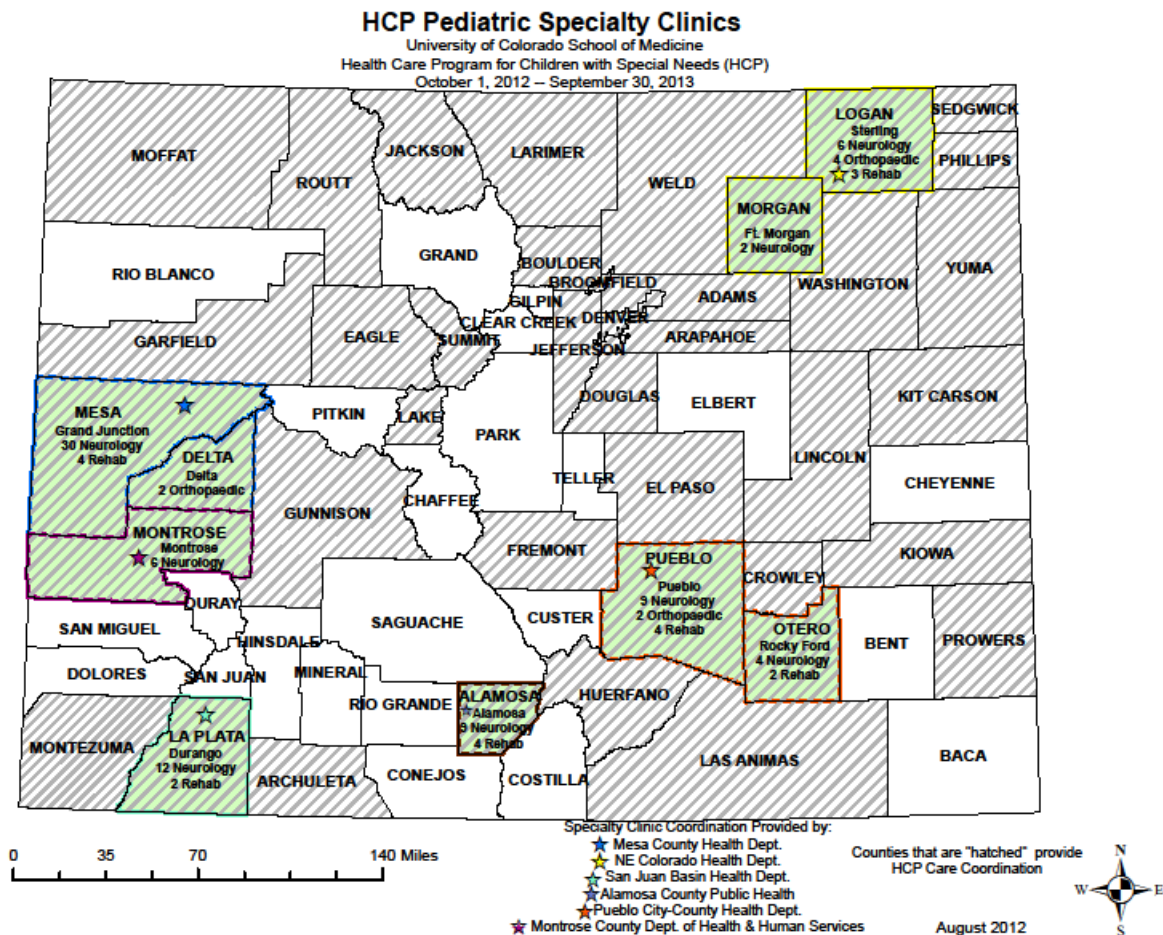 HCP Pediatric Specialty Clinics
University of Colorado School of Medicine
Health Care Program for Children with Special Needs (HCP)
October 1, 2012 -- September 30, 2013
MOFFAT
ROUTT
JACKSON
LARIMER
WELD
LOGAN
Sterling
6 Neurology
4 Orthopaedic
3 Rehab
SEDGWICK
PHILLIPS
MORGAN
Ft. Morgan
2 Neurology
RIO BLANCO
GRAND
BOULDER
BROOMFIELD
GILPIN
ADAMS
WASHINGTON
YUMA
GARFIELD
EAGLE
SUMMIT
CLEAR CREEK
DENVER
JEFFERSON
ARAPAHOE
MESA
Grand Junction
30 Neurology
4 Rehab
PITKIN
LAKE
PARK
DOUGLAS
ELBERT
KIT CARSON
DELTA
Delta
2 Orthopaedic
GUNNISON
CHAFFEE
TELLER
EL PASO
LINCOLN
CHEYENNE
MONTROSE
Montrose
6 Neurology
FREMONT
PUEBLO
Pueblo
9 Neurology
2 Orthopaedic
4 Rehab
CROWLEY
KIOWA
OURAY
SAN MIGUEL
HINSDALE
SAGUACHE
CUSTER
OTERO
Rocky Ford
4 Neurology
2 Rehab
BENT
PROWERS
DOLORES
SAN JUAN
MINERAL
RIO GRANDE
ALAMOSA
Alamosa
9 Neurology
4 Rehab
HUERFANO
MONTEZUMA
LA PLATA
Durango
12 Neurology
2 Rehab
ARCHULETA
CONEJOS
COSTILLA
LAS ANIMAS
BACA
0 35 70 140 Miles
Specialty Clinic Coordination Provided by:
Mesa County Health Dept.
NE Colorado Health Dept.
San Juan Basin Health Dept.
Alamosa County Public Health
Pueblo City-County Health Dept.
Montrose County Dept. of Health & Human Services
Counties that are "hatched" provide
HCP Care Coordination
August 2012
N
W
E
S